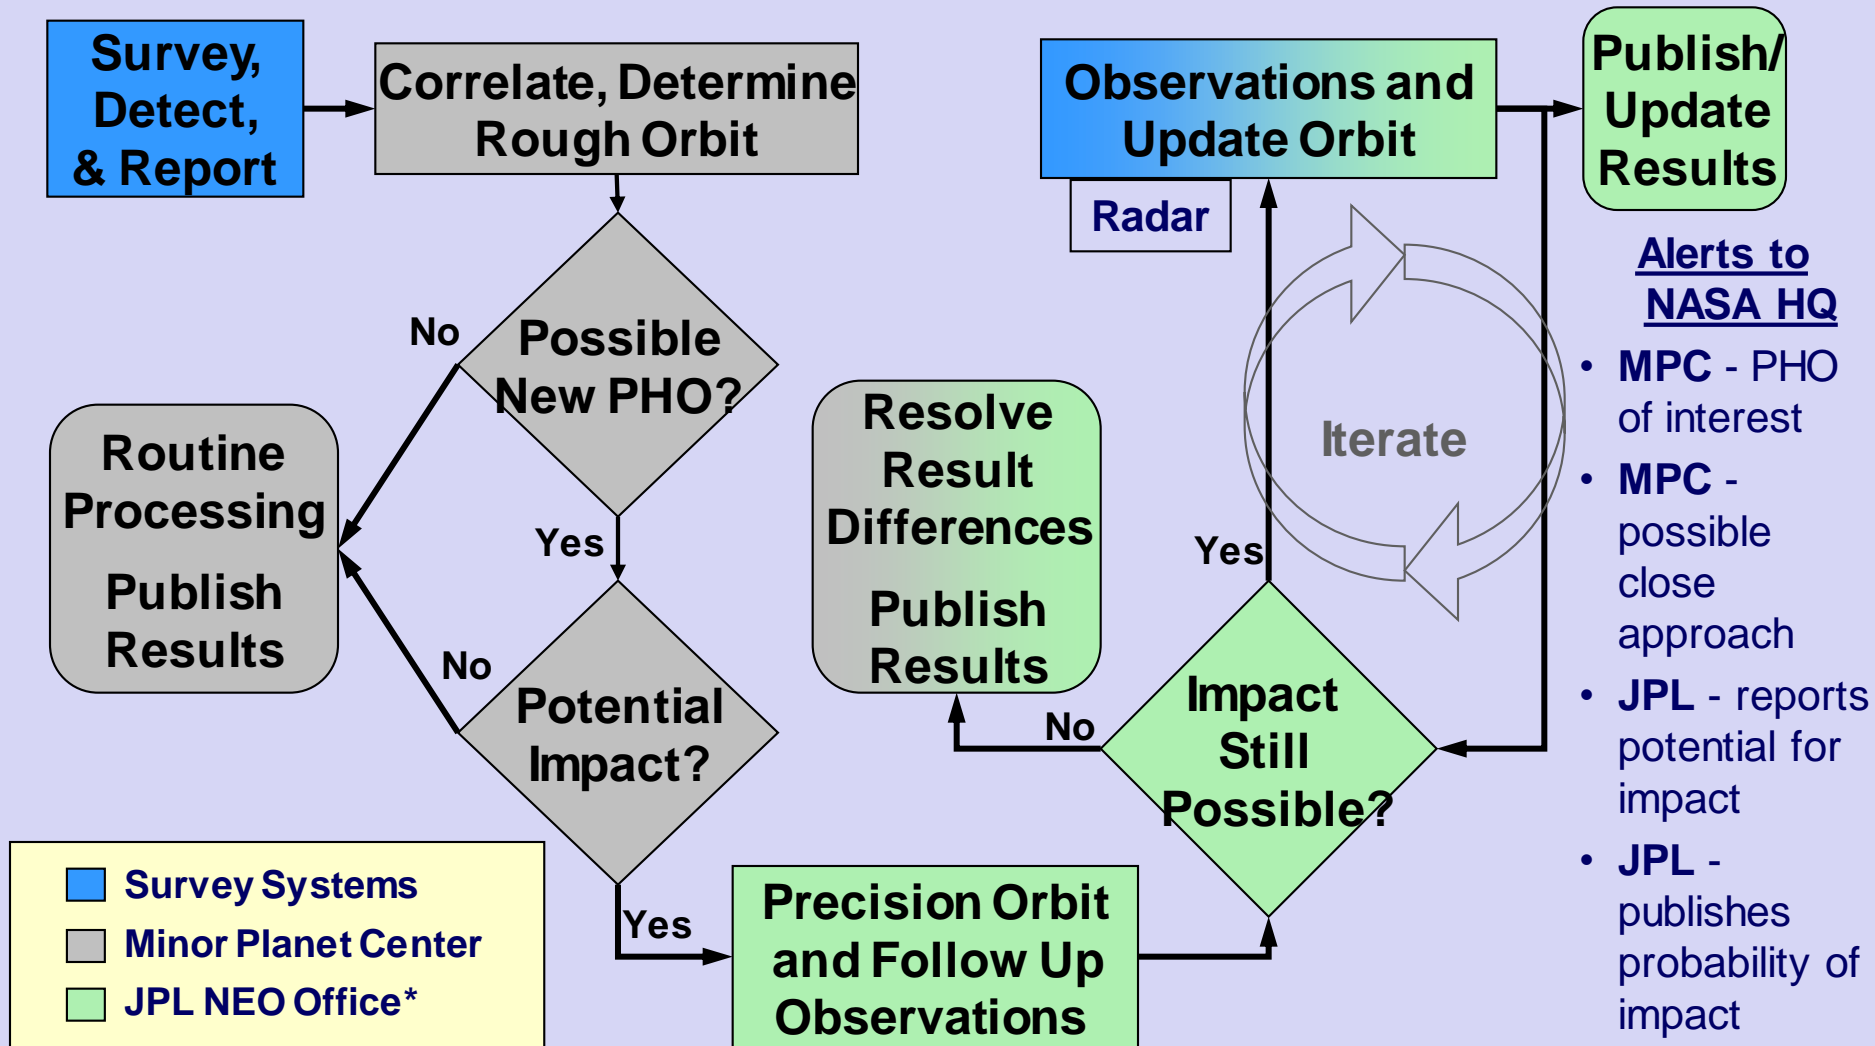 Survey,
Detect,
& Report
Correlate, Determine
Rough Orbit
Possible
New PHO?
No
Yes
Routine
Processing
Publish
Results
Potential
Impact?
No
Yes
Precision Orbit
and Follow Up
Observations
Impact
Still
Possible?
No
Yes
Resolve
Result
Differences
Publish
Results
Observations and
Update Orbit
Radar
Iterate
Publish/
Update
Results
Alerts to
NASA HQ
• MPC - PHO
of interest
• MPC -
possible
close
approach
• JPL - reports
potential for
impact
• JPL -
publishes
probability of
impact
Survey Systems
Minor Planet Center
JPL NEO Office*